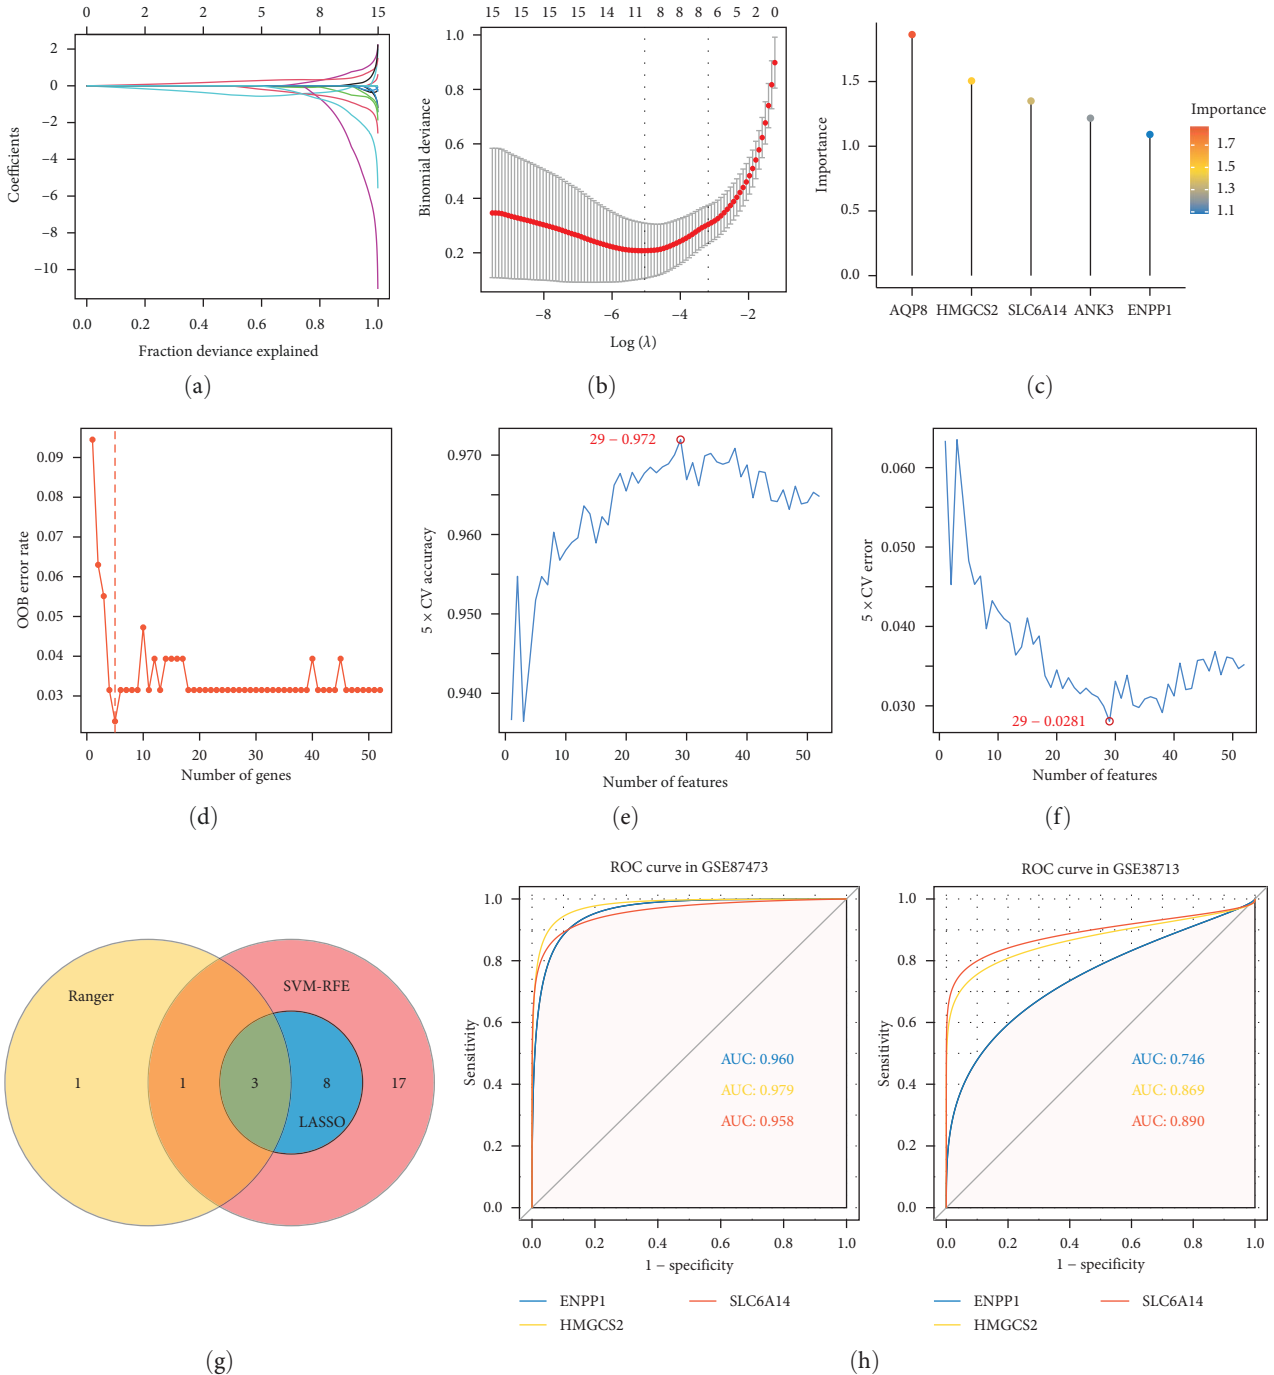 0 2 2 5 8 15
2
0
−2
−4
−6
−8
−10
Coefficients
0.0 0.2 0.4 0.6 0.8 1.0
Fraction deviance explained
(a)
15 15 15 15 14 11 8 8 8 6 5 2 0
1.0
0.8
0.6
0.4
0.2
Binomial deviance
−8 −6 −4 −2
Log (λ)
(b)
1.5
1.0
0.5
0.0
Importance
AQP8 HMGCS2 SLC6A14 ANK3 ENPP1
Importance
1.7
1.5
1.3
1.1
(c)
0.09
0.08
0.07
0.06
0.05
0.04
0.03
OOB error rate
0 10 20 30 40 50
Number of genes
(d)
29 − 0.972
0.970
0.960
0.950
0.940
5 × CV accuracy
0 10 20 30 40 50
Number of features
(e)
0.060
0.050
0.040
0.030
5 × CV error
29 − 0.0281
0 10 20 30 40 50
Number of features
(f)
Ranger
SVM-RFE
1 1 3 8 17
LASSO
(g)
ROC curve in GSE87473
1.0
0.8
0.6
0.4
0.2
0.0
Sensitivity
AUC: 0.960
AUC: 0.979
AUC: 0.958
0.0 0.2 0.4 0.6 0.8 1.0
1 − specificity
ENPP1 SLC6A14
HMGCS2
ROC curve in GSE38713
1.0
0.8
0.6
0.4
0.2
0.0
Sensitivity
AUC: 0.746
AUC: 0.869
AUC: 0.890
0.0 0.2 0.4 0.6 0.8 1.0
1 − specificity
ENPP1 SLC6A14
HMGCS2
(h)